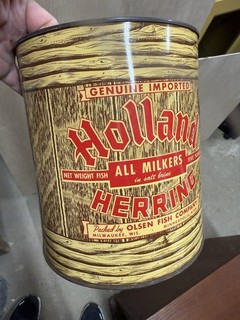 GENUINE IMPORTED
Holland
NET WEIGHT FISH
ALL MILKERS
in salt brine
HERRING
Packed by OLSEN FISH COMPANY
MILWAUKEE, WIS.